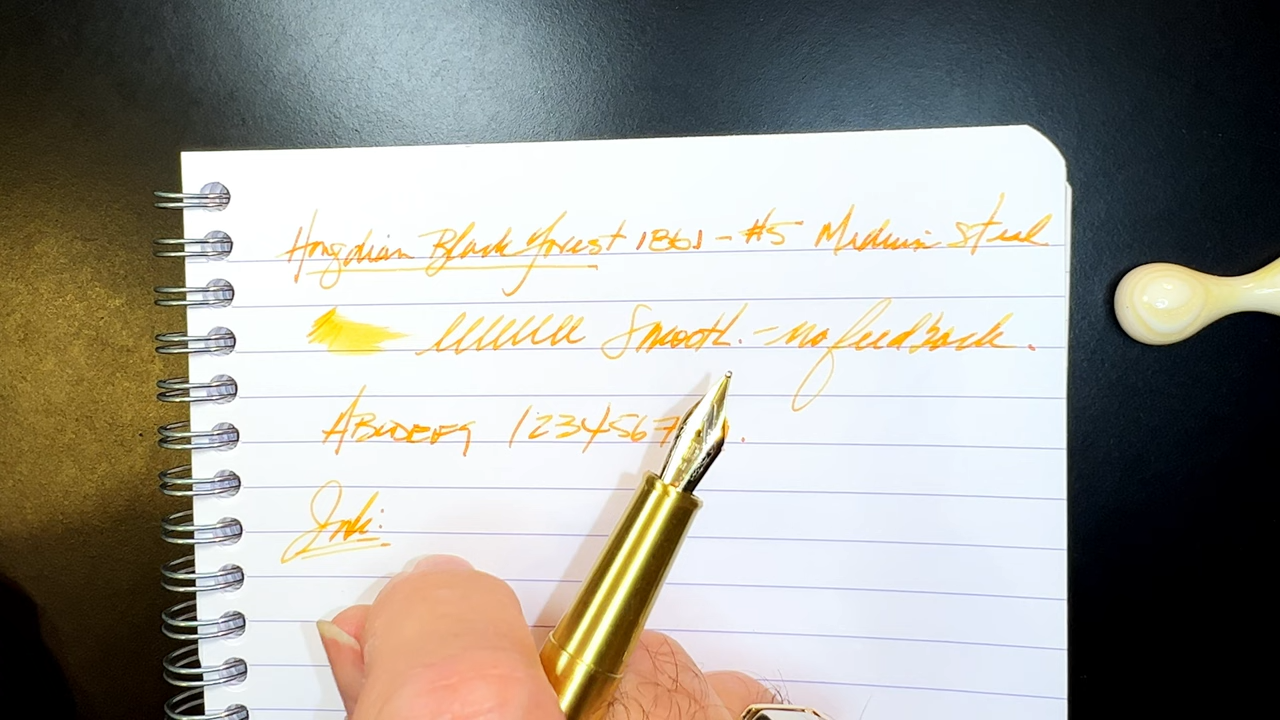 Hongdian Black Forest 1861 - #5 Medium Steel
Smooth. - no feedback.
ABCDEFG 1234567
Ink: